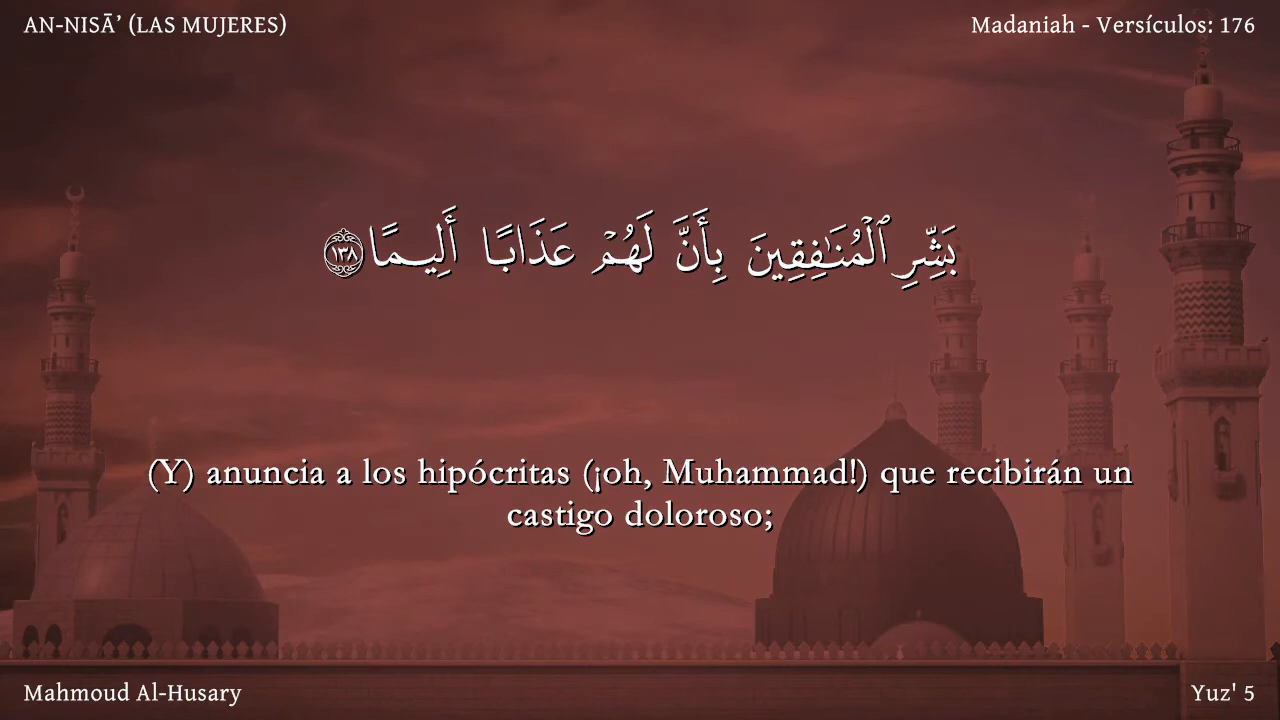 AN-NISĀ’ (LAS MUJERES)
Madaniah - Versículos: 176
بَشِّرِ ٱلْمُنَـٰفِقِينَ بِأَنَّ لَهُمْ عَذَابًا أَلِيمًا ١٣٨
(Y) anuncia a los hipócritas (¡oh, Muhammad!) que recibirán un
castigo doloroso;
Mahmoud Al-Husary
Yuz' 5